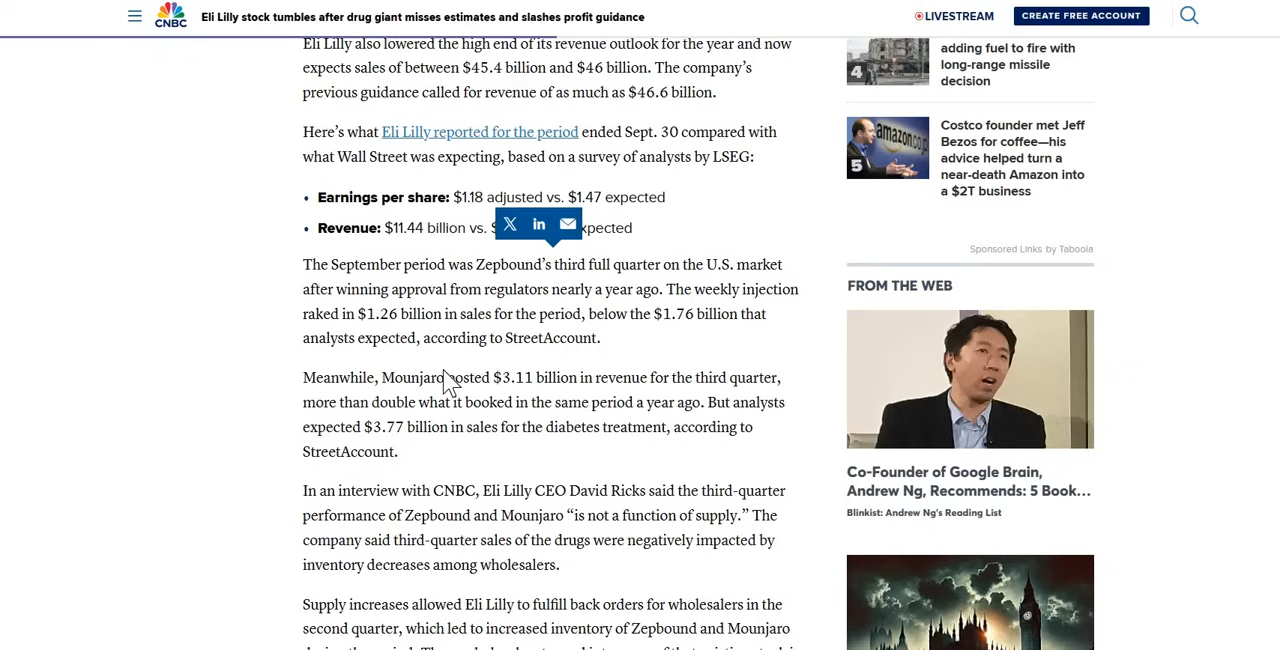 CNBC
Eli Lilly stock tumbles after drug giant misses estimates and slashes profit guidance
LIVESTREAM
CREATE FREE ACCOUNT
Eli Lilly also lowered the high end of its revenue outlook for the year and now
expects sales of between $45.4 billion and $46 billion. The company’s
previous guidance called for revenue of as much as $46.6 billion.
Here’s what Eli Lilly reported for the period ended Sept. 30 compared with
what Wall Street was expecting, based on a survey of analysts by LSEG:
• Earnings per share: $1.18 adjusted vs. $1.47 expected
• Revenue: $11.44 billion vs.
X in
The September period was Zepbound’s third full quarter on the U.S. market
after winning approval from regulators nearly a year ago. The weekly injection
raked in $1.26 billion in sales for the period, below the $1.76 billion that
analysts expected, according to StreetAccount.
Meanwhile, Mounjaro posted $3.11 billion in revenue for the third quarter,
more than double what it booked in the same period a year ago. But analysts
expected $3.77 billion in sales for the diabetes treatment, according to
StreetAccount.
In an interview with CNBC, Eli Lilly CEO David Ricks said the third-quarter
performance of Zepbound and Mounjaro “is not a function of supply.” The
company said third-quarter sales of the drugs were negatively impacted by
inventory decreases among wholesalers.
Supply increases allowed Eli Lilly to fulfill back orders for wholesalers in the
second quarter, which led to increased inventory of Zepbound and Mounjaro
4
adding fuel to fire with
long-range missile
decision
amazon.co
5
Costco founder met Jeff
Bezos for coffee—his
advice helped turn a
near-death Amazon into
a $2T business
Sponsored Links by Taboola
FROM THE WEB
Co-Founder of Google Brain,
Andrew Ng, Recommends: 5 Book...
Blinkist: Andrew Ng's Reading List